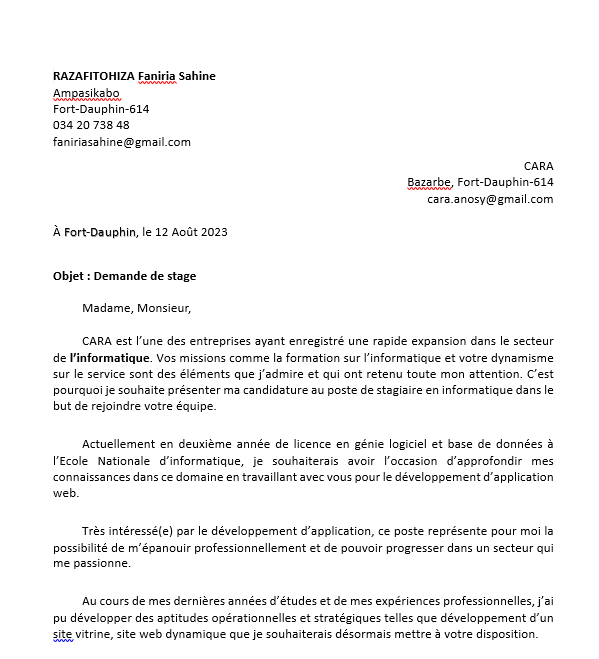 RAZAFITOHIZA Faniria Sahine
Ampasikabo
Fort-Dauphin-614
034 20 738 48
faniriasahine@gmail.com
CARA
Bazarbe, Fort-Dauphin-614
cara.anosy@gmail.com
À Fort-Dauphin, le 12 Août 2023
Objet : Demande de stage
Madame, Monsieur,
CARA est l’une des entreprises ayant enregistré une rapide expansion dans le secteur
de l’informatique. Vos missions comme la formation sur l’informatique et votre dynamisme
sur le service sont des éléments que j’admire et qui ont retenu toute mon attention. C’est
pourquoi je souhaite présenter ma candidature au poste de stagiaire en informatique dans le
but de rejoindre votre équipe.
Actuellement en deuxième année de licence en génie logiciel et base de données à
l’Ecole Nationale d’informatique, je souhaiterais avoir l’occasion d’approfondir mes
connaissances dans ce domaine en travaillant avec vous pour le développement d’application
web.
Très intéressé(e) par le développement d’application, ce poste représente pour moi la
possibilité de m’épanouir professionnellement et de pouvoir progresser dans un secteur qui
me passionne.
Au cours de mes dernières années d’études et de mes expériences professionnelles, j’ai
pu développer des aptitudes opérationnelles et stratégiques telles que développement d’un
site vitrine, site web dynamique que je souhaiterais désormais mettre à votre disposition.